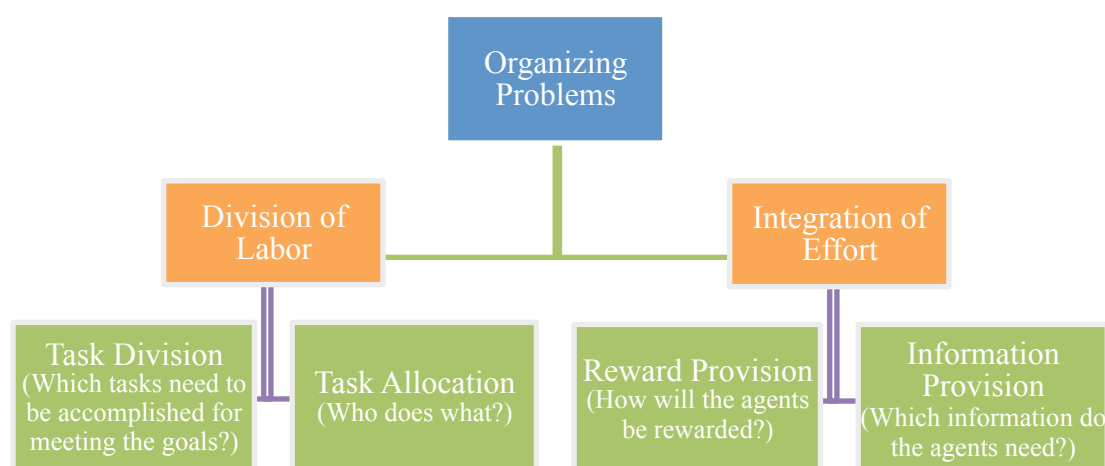 Organizing
Problems
Division of
Labor
Integration of
Effort
Task Division
(Which tasks need to
be accomplished for
meeting the goals?)
Task Allocation
(Who does what?)
Reward Provision
(How will the agents
be rewarded?)
Information
Provision
(Which information do
the agents need?)